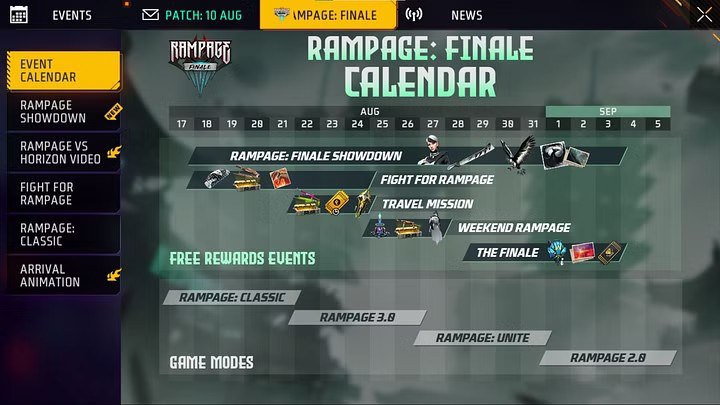 EVENTS
PATCH: 10 AUG
AMPAGE: FINALE
NEWS
EVENT
CALENDAR
RAMPAGE
SHOWDOWN
RAMPAGE VS
HORIZON VIDEO
FIGHT FOR
RAMPAGE
RAMPAGE:
CLASSIC
ARRIVAL
ANIMATION
RAMPAGE
FINALE
RAMPAGE: FINALE
CALENDAR
AUG SEP
17 18 19 20 21 22 23 24 25 26 27 28 29 30 31 1 2 3 4 5
RAMPAGE: FINALE SHOWDOWN
FIGHT FOR RAMPAGE
TRAVEL MISSION
WEEKEND RAMPAGE
THE FINALE
FREE REWARDS EVENTS
RAMPAGE: CLASSIC
RAMPAGE 3.0
RAMPAGE: UNITE
RAMPAGE 2.0
GAME MODES